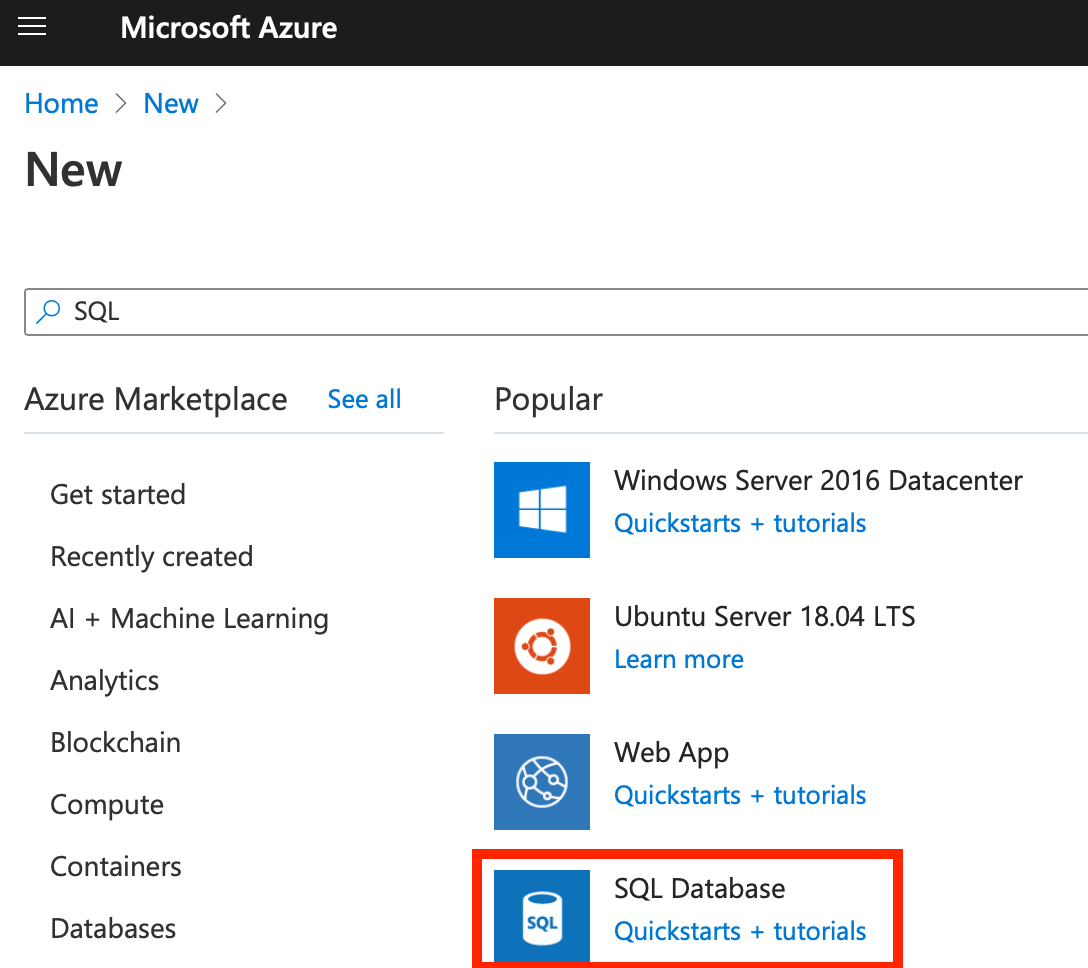 Microsoft Azure
Home > New >
New
SQL
Azure Marketplace See all
Get started
Recently created
AI + Machine Learning
Analytics
Blockchain
Compute
Containers
Databases
Popular
Windows Server 2016 Datacenter
Quickstarts + tutorials
Ubuntu Server 18.04 LTS
Learn more
Web App
Quickstarts + tutorials
SQL
SQL Database
Quickstarts + tutorials